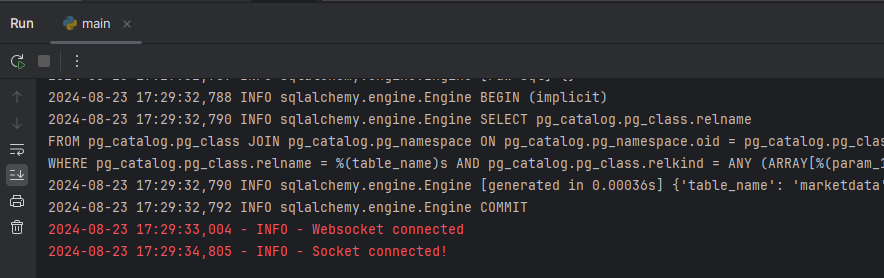 Run
main
2024-08-23 17:29:32,788 INFO sqlalchemy.engine.Engine BEGIN (implicit)
2024-08-23 17:29:32,790 INFO sqlalchemy.engine.Engine SELECT pg_catalog.pg_class.relname
FROM pg_catalog.pg_class JOIN pg_catalog.pg_namespace ON pg_catalog.pg_namespace.oid = pg_catalog.pg_clas
WHERE pg_catalog.pg_class.relname = %(table_name)s AND pg_catalog.pg_class.relkind = ANY (ARRAY[%(param_1
2024-08-23 17:29:32,790 INFO sqlalchemy.engine.Engine [generated in 0.00036s] {'table_name': 'marketdata'
2024-08-23 17:29:32,792 INFO sqlalchemy.engine.Engine COMMIT
2024-08-23 17:29:33,004 - INFO - Websocket connected
2024-08-23 17:29:34,805 - INFO - Socket connected!